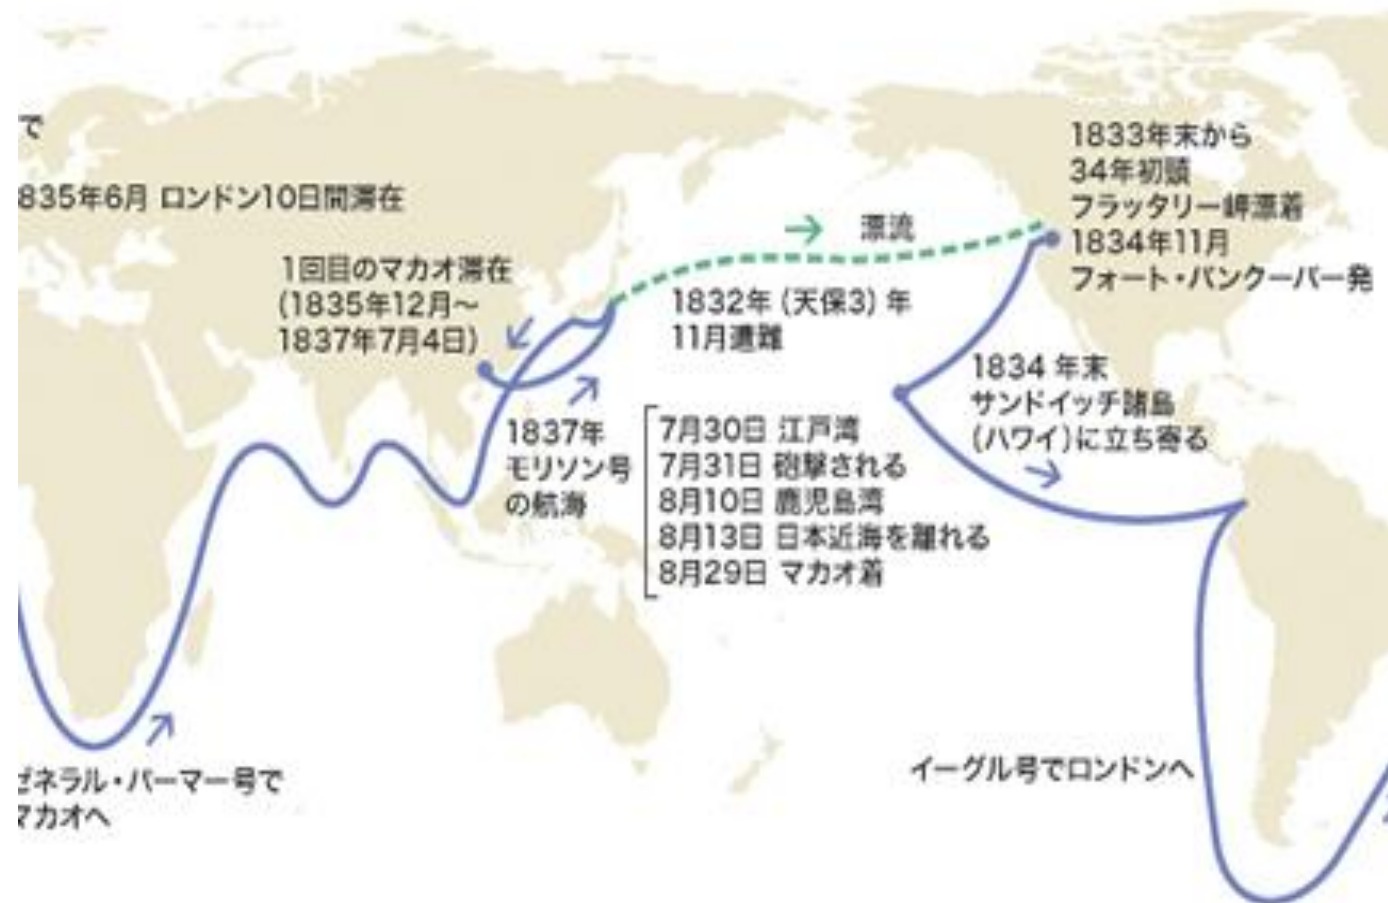 で
835年6月 ロンドン10日間滞在
1回目のマカオ滞在
(1835年12月〜
1837年7月4日)
漂流
1832年 (天保3) 年
11月遭難
1833年末から
34年初頭
フラッタリー岬漂着
1834年11月
フォート・バンクーバー発
1834 年末
サンドイッチ諸島
(ハワイ)に立ち寄る
1837年
モリソン号
の航海
7月30日 江戸湾
7月31日 砲撃される
8月10日 鹿児島湾
8月13日 日本近海を離れる
8月29日 マカオ着
イーグル号でロンドンへ
ゼネラル・パーマー号で
マカオへ